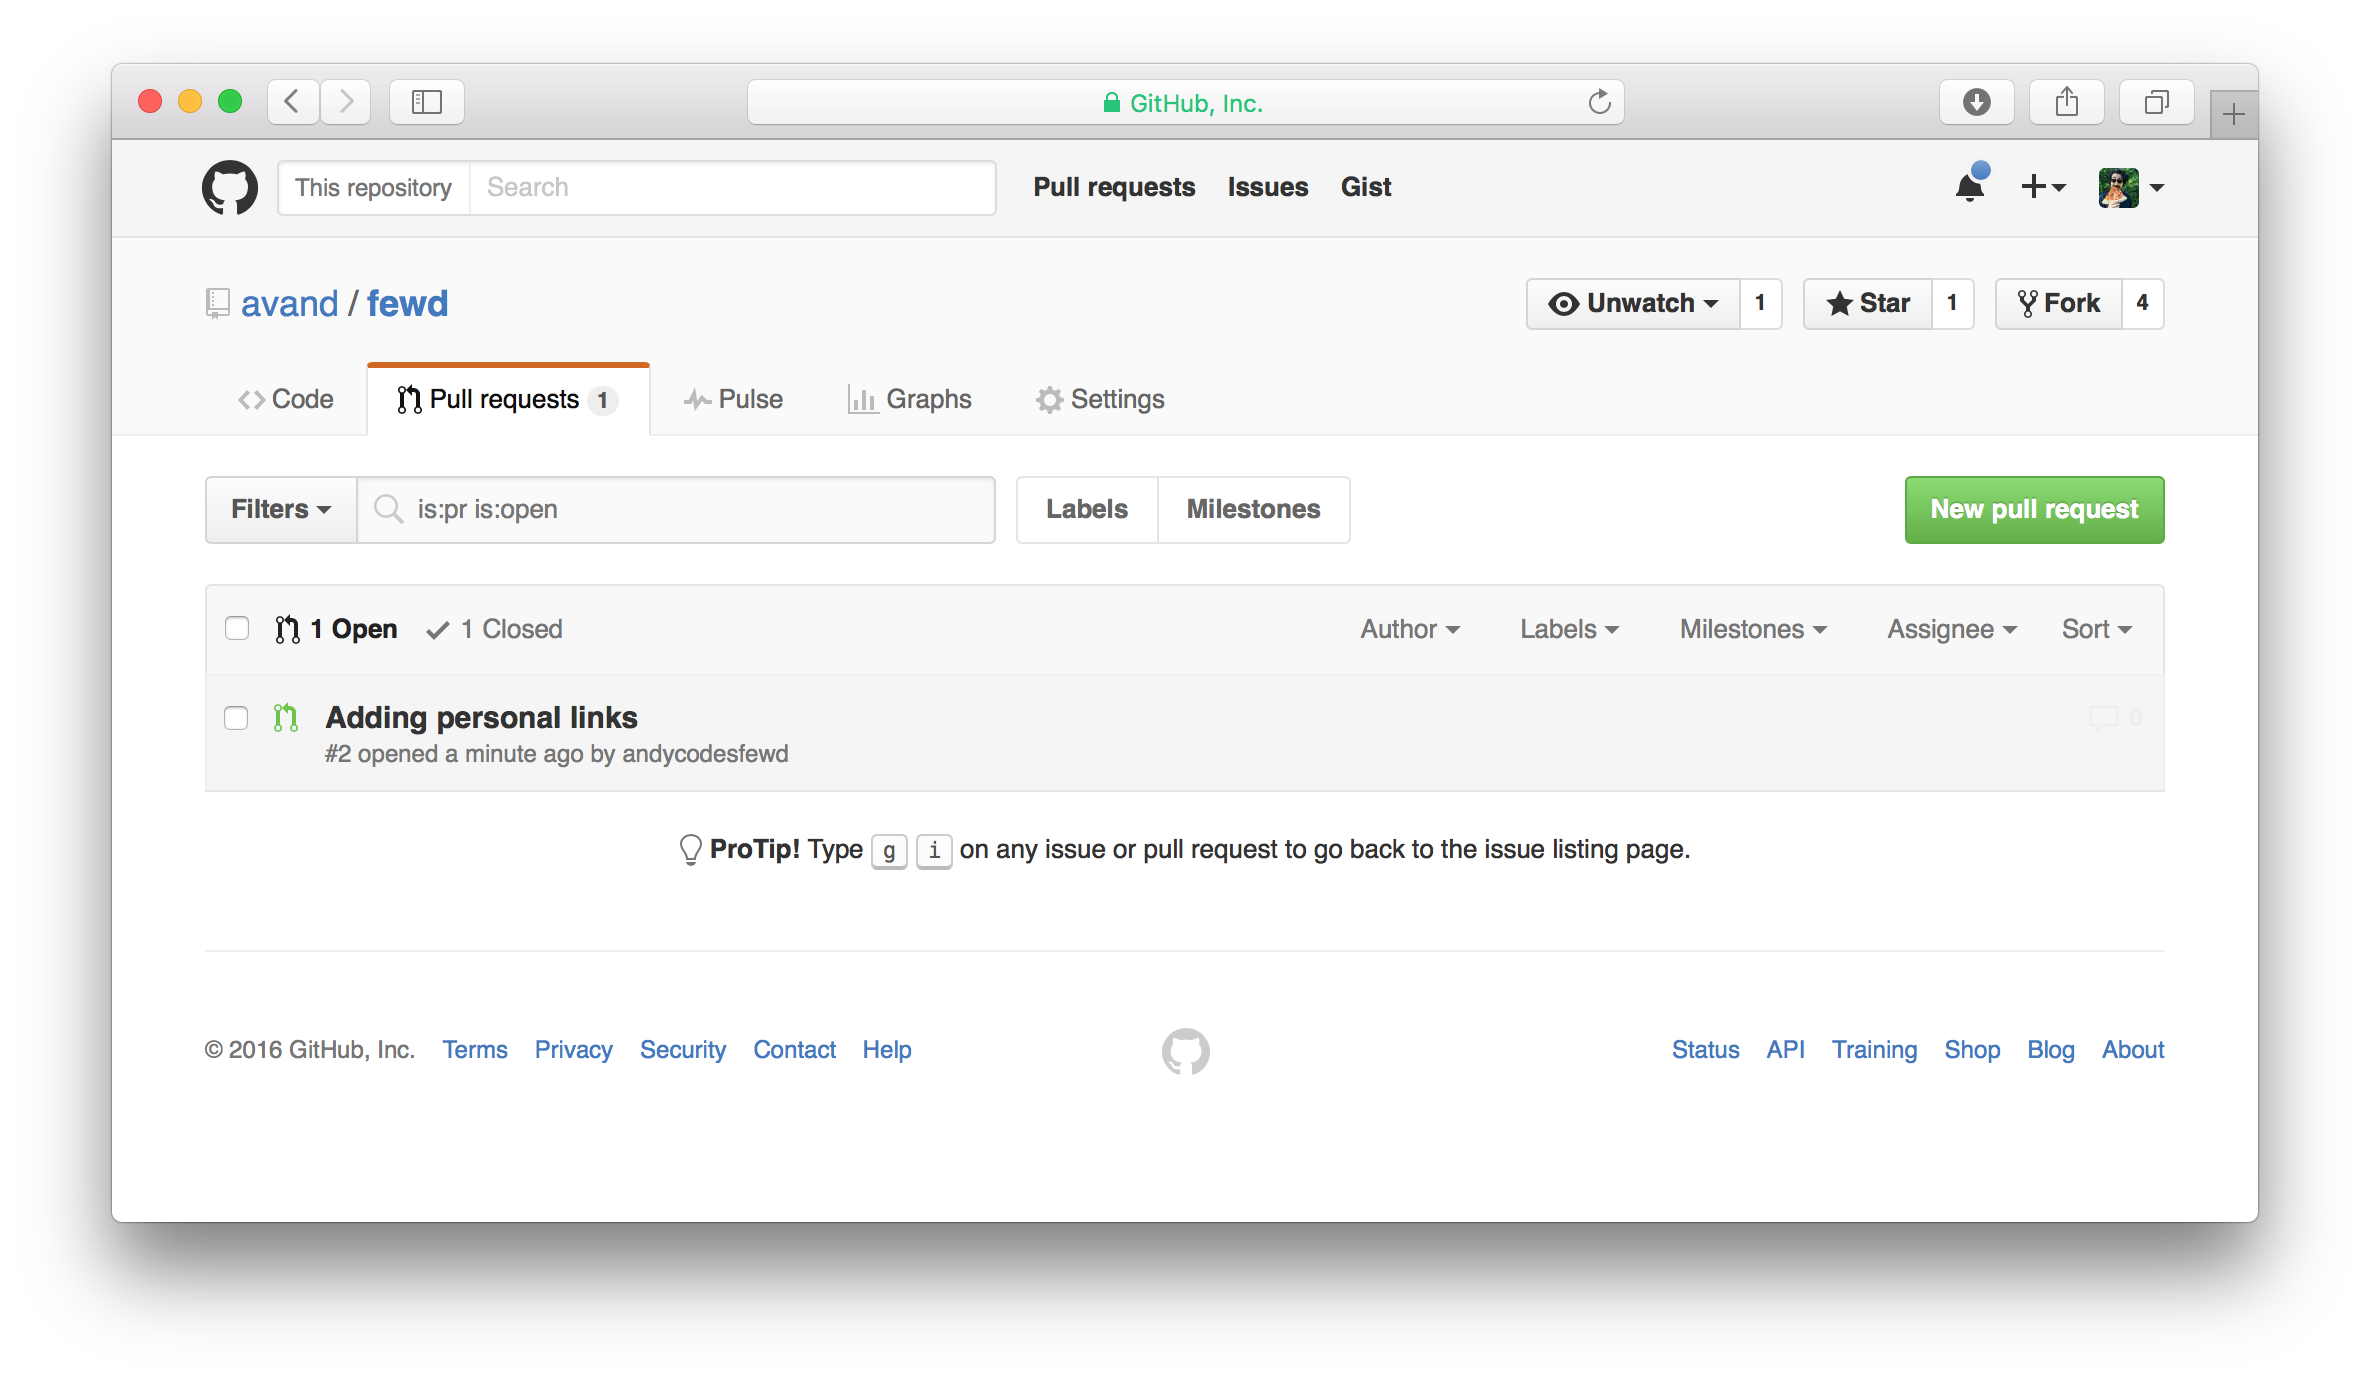 GitHub, Inc.
This repository Search Pull requests Issues Gist
avand / fewd Unwatch 1 Star 1 Fork 4
Code Pull requests 1 Pulse Graphs Settings
Filters is:pr is:open Labels Milestones New pull request
1 Open 1 Closed Author Labels Milestones Assignee Sort
Adding personal links 0
#2 opened a minute ago by andycodesfewd
ProTip! Type g i on any issue or pull request to go back to the issue listing page.
© 2016 GitHub, Inc. Terms Privacy Security Contact Help Status API Training Shop Blog About